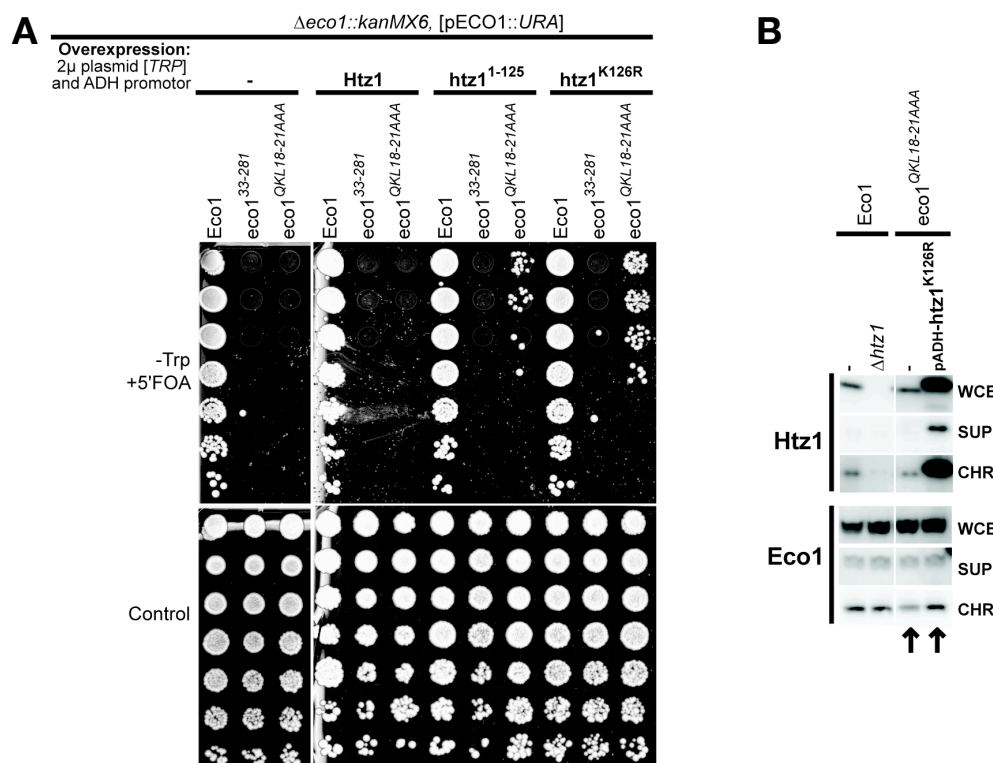 A
Δeco1::kanMX6, [pECO1::URA]
Overexpression:
2µ plasmid [TRP]
and ADH promotor
-
Htz1
htz1^1-125
htz1^K126R
Eco1
eco1^33-281
eco1^QKL18-21AAA
Eco1
eco1^33-281
eco1^QKL18-21AAA
Eco1
eco1^33-281
eco1^QKL18-21AAA
Eco1
eco1^33-281
eco1^QKL18-21AAA
-Trp
+5'FOA
Control
B
Eco1
eco1^QKL18-21AAA
-
Δhtz1
-
pADH-htz1^K126R
Htz1
WCE
SUP
CHR
Eco1
WCE
SUP
CHR